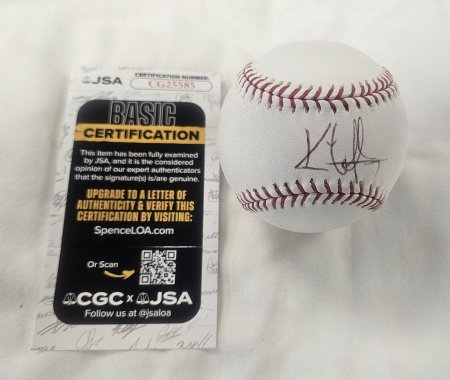 JSA
CERTIFICATION NUMBER
CG25585
BASIC
CERTIFICATION
This item has been fully examined
by JSA, and it is the considered
opinion of our expert authenticators
that the signature(s) is/are genuine.
UPGRADE TO A LETTER OF
AUTHENTICITY & VERIFY THIS
CERTIFICATION BY VISITING:
SpenceLOA.com
Or Scan
CGC x JSA
Follow us at @jsaloa